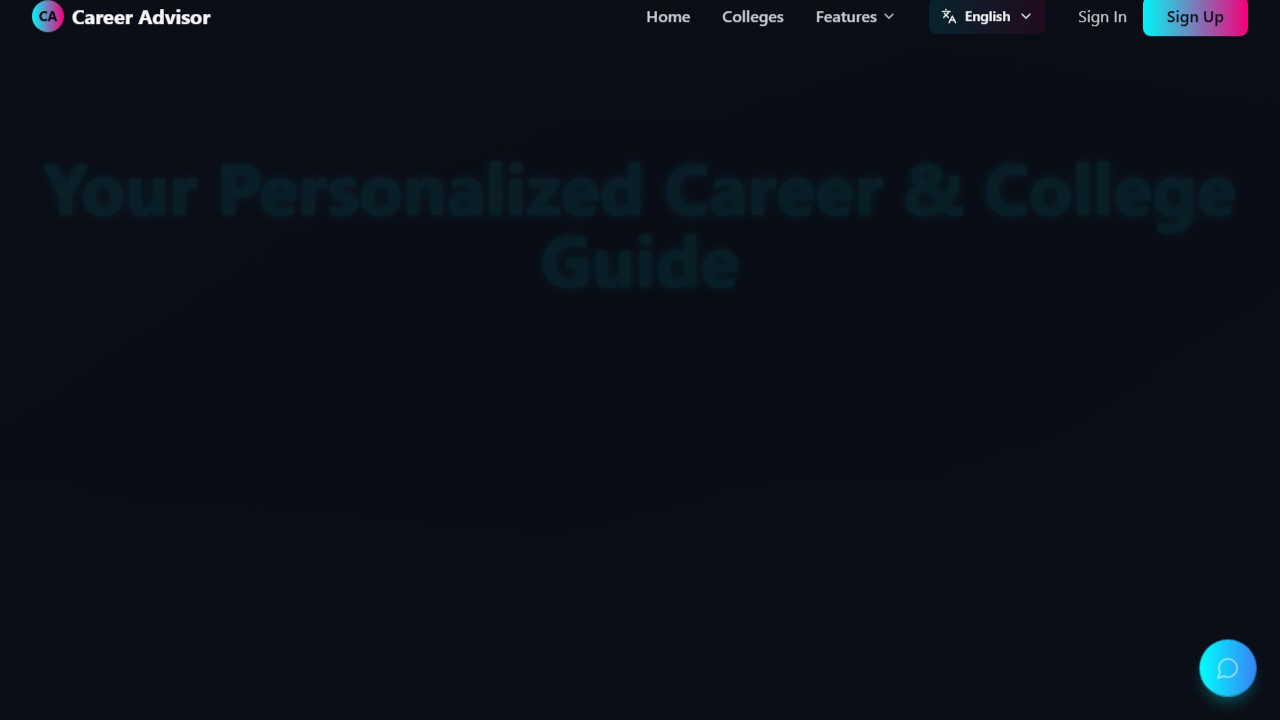 CA Career Advisor
Home
Colleges
Features
English
Sign In
Sign Up
Your Personalized Career & College
Guide